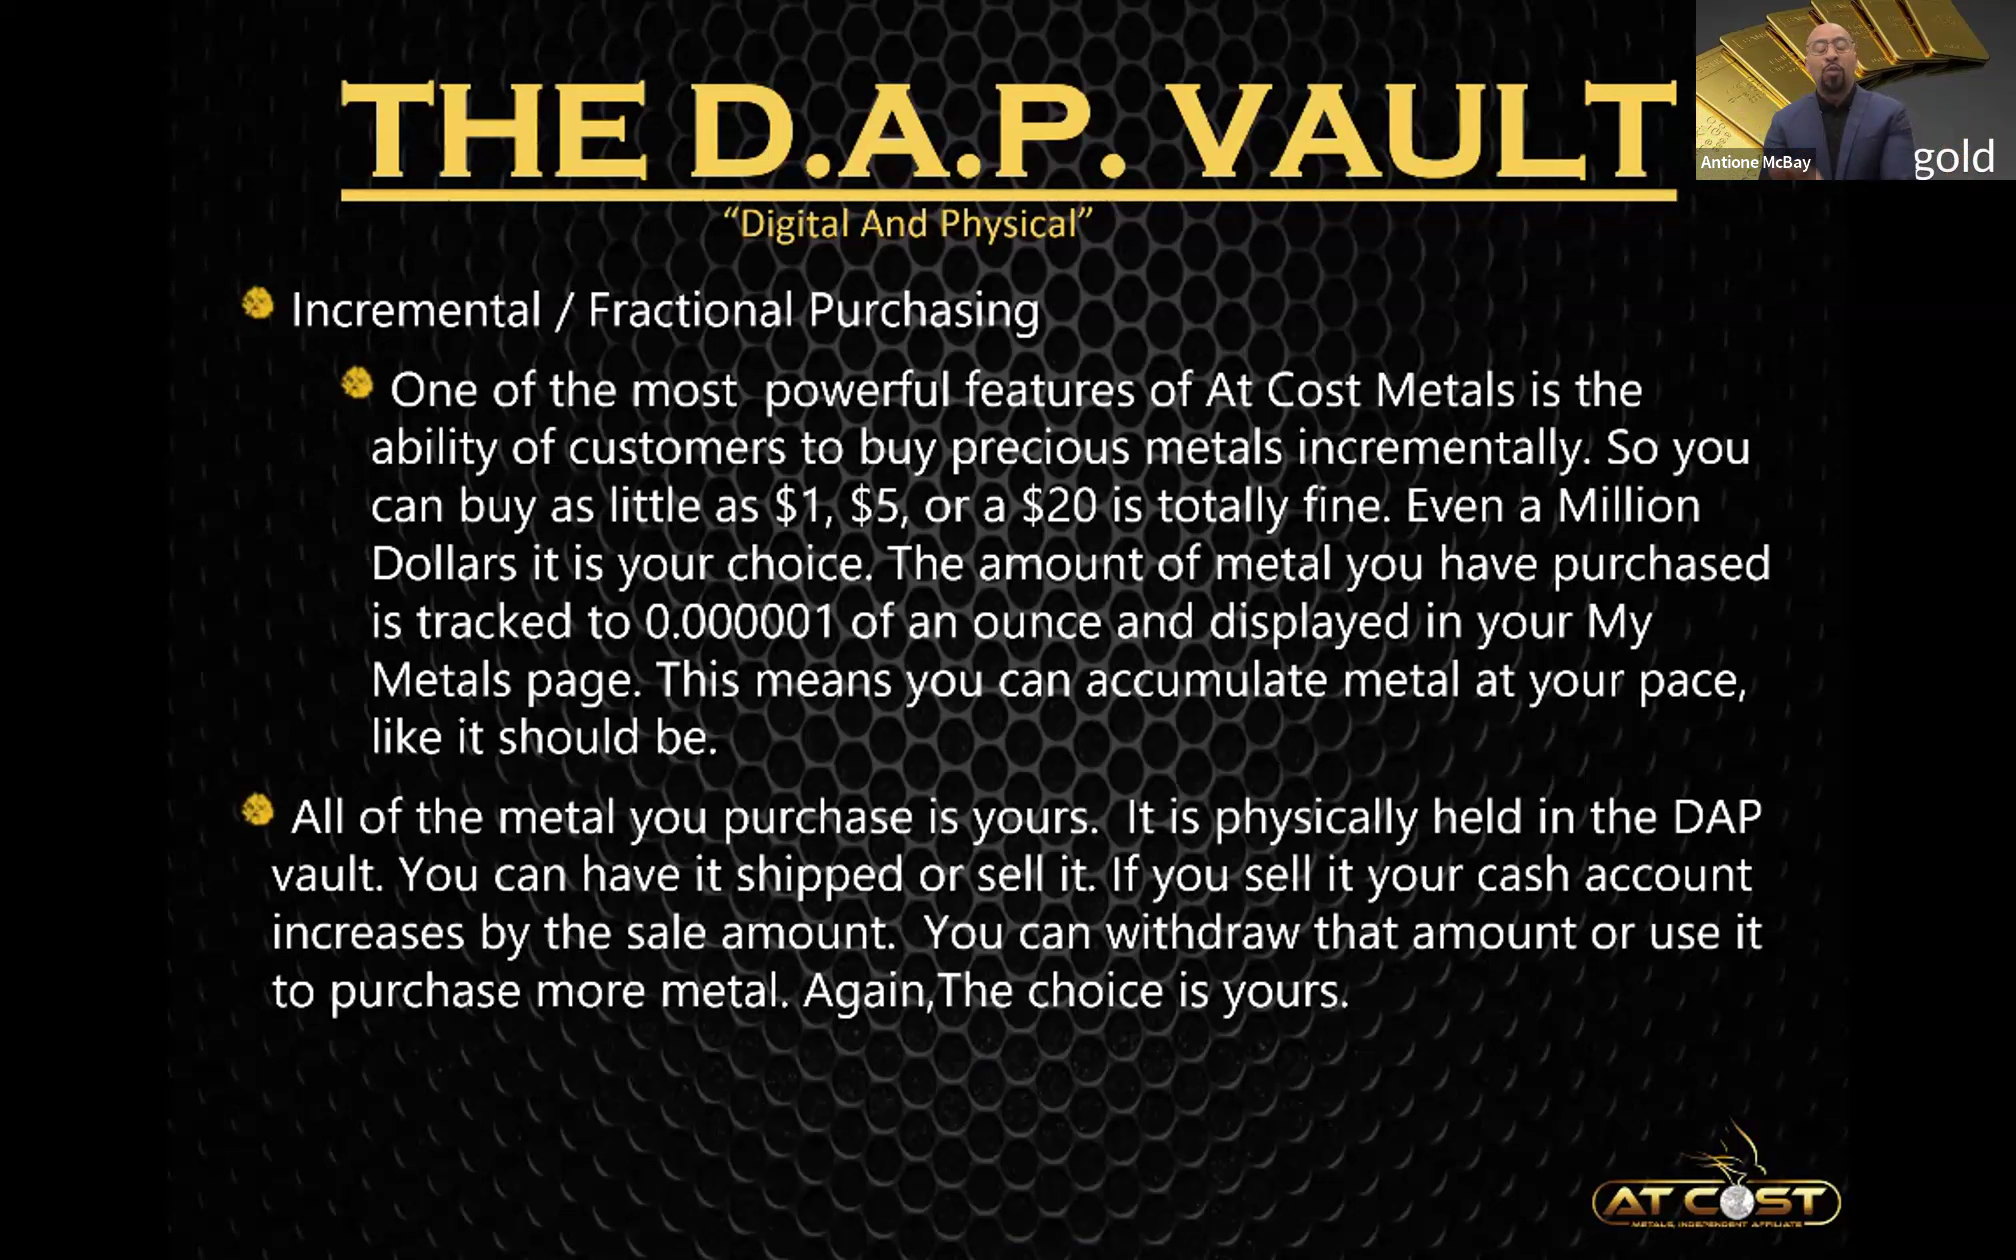 THE D.A.P. VAULT
“Digital And Physical”
Incremental / Fractional Purchasing
One of the most  powerful features of At Cost Metals is the
ability of customers to buy precious metals incrementally. So you
can buy as little as $1, $5, or a $20 is totally fine. Even a Million
Dollars it is your choice. The amount of metal you have purchased
is tracked to 0.000001 of an ounce and displayed in your My
Metals page. This means you can accumulate metal at your pace,
like it should be.
All of the metal you purchase is yours.  It is physically held in the DAP
vault. You can have it shipped or sell it. If you sell it your cash account
increases by the sale amount.  You can withdraw that amount or use it
to purchase more metal. Again,The choice is yours.
Antione McBay
gold
AT COST
METALS, INDEPENDENT AFFILIATE